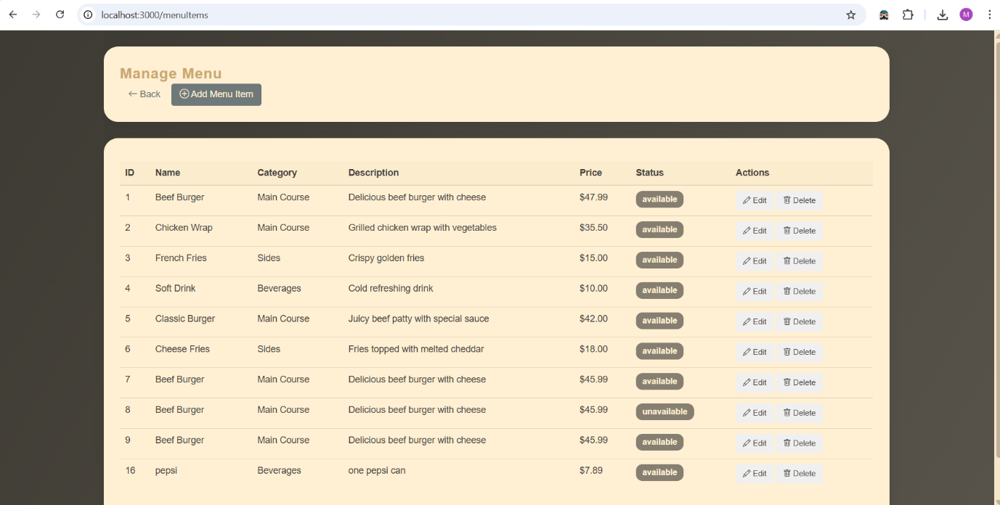 localhost:3000/menuItems
M
Manage Menu
← Back Add Menu Item
ID Name Category Description Price Status Actions
1 Beef Burger Main Course Delicious beef burger with cheese $47.99 available Edit Delete
2 Chicken Wrap Main Course Grilled chicken wrap with vegetables $35.50 available Edit Delete
3 French Fries Sides Crispy golden fries $15.00 available Edit Delete
4 Soft Drink Beverages Cold refreshing drink $10.00 available Edit Delete
5 Classic Burger Main Course Juicy beef patty with special sauce $42.00 available Edit Delete
6 Cheese Fries Sides Fries topped with melted cheddar $18.00 available Edit Delete
7 Beef Burger Main Course Delicious beef burger with cheese $45.99 available Edit Delete
8 Beef Burger Main Course Delicious beef burger with cheese $45.99 unavailable Edit Delete
9 Beef Burger Main Course Delicious beef burger with cheese $45.99 available Edit Delete
16 pepsi Beverages one pepsi can $7.89 available Edit Delete